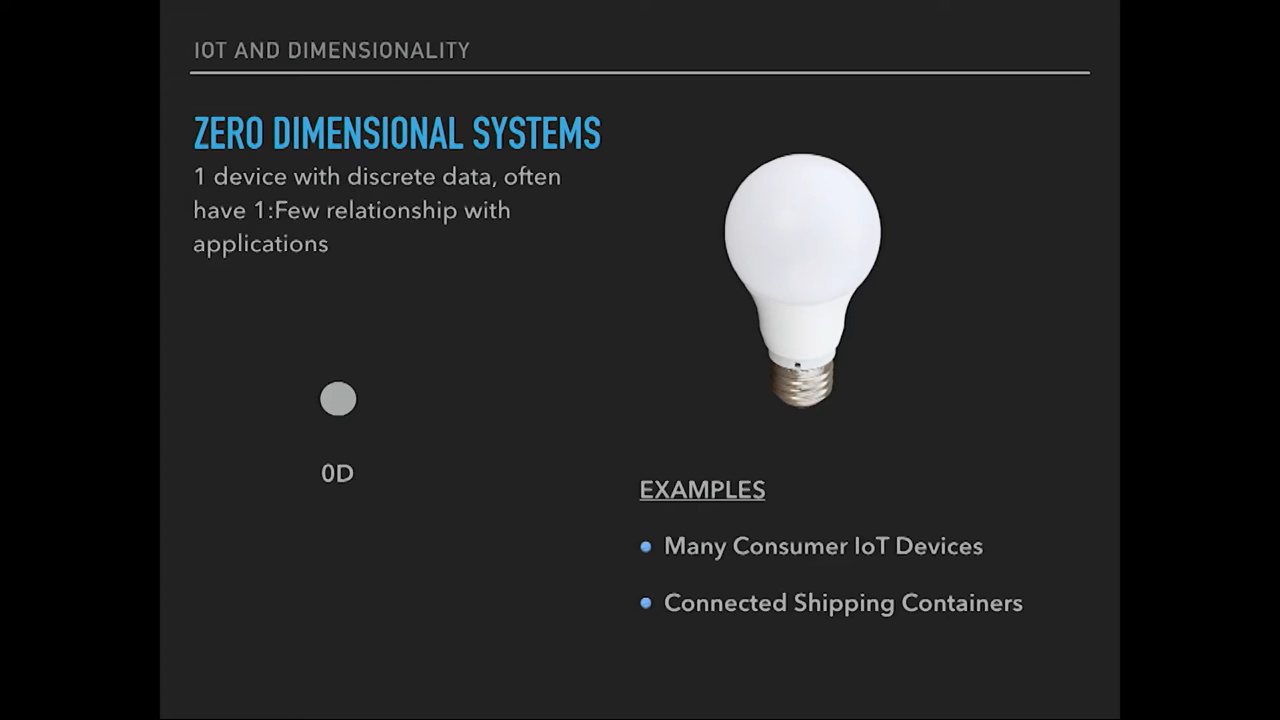 IOT AND DIMENSIONALITY
ZERO DIMENSIONAL SYSTEMS
1 device with discrete data, often
have 1:Few relationship with
applications
0D
EXAMPLES
Many Consumer IoT Devices
Connected Shipping Containers